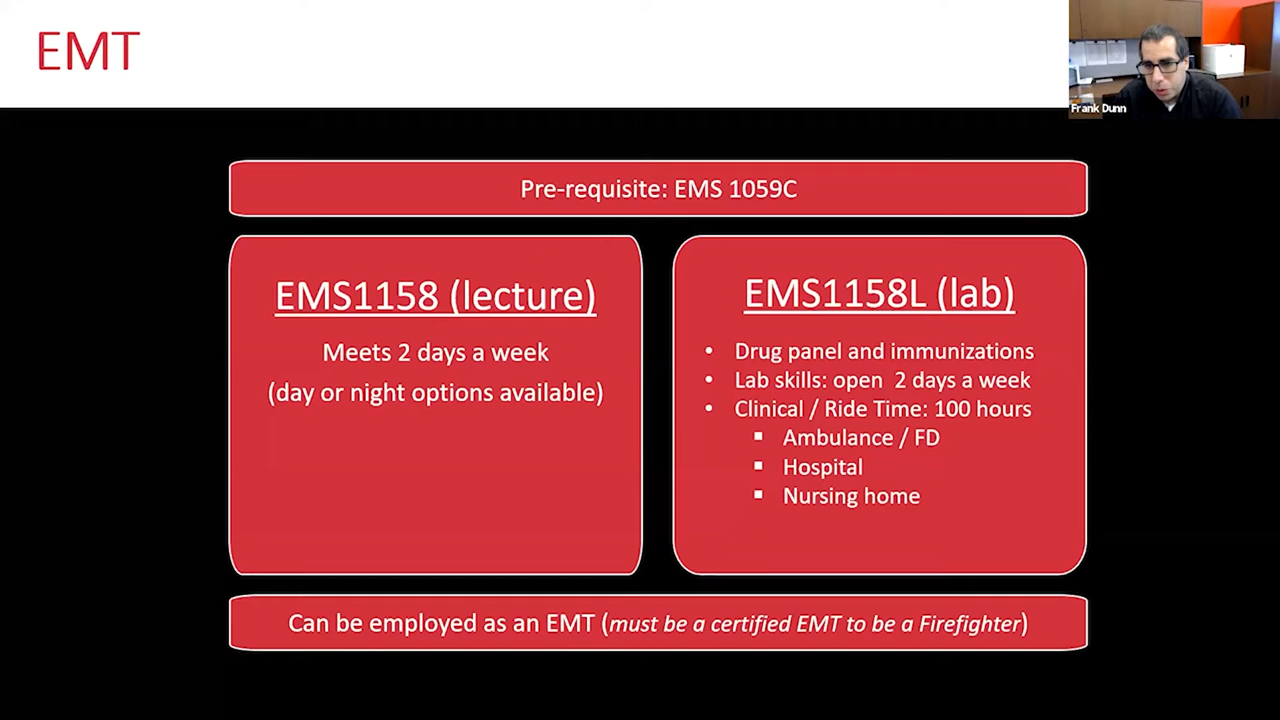 EMT
Frank Dunn
Pre-requisite: EMS 1059C
EMS1158 (lecture)
Meets 2 days a week
(day or night options available)
EMS1158L (lab)
• Drug panel and immunizations
• Lab skills: open 2 days a week
• Clinical / Ride Time: 100 hours
▪ Ambulance / FD
▪ Hospital
▪ Nursing home
Can be employed as an EMT (must be a certified EMT to be a Firefighter)